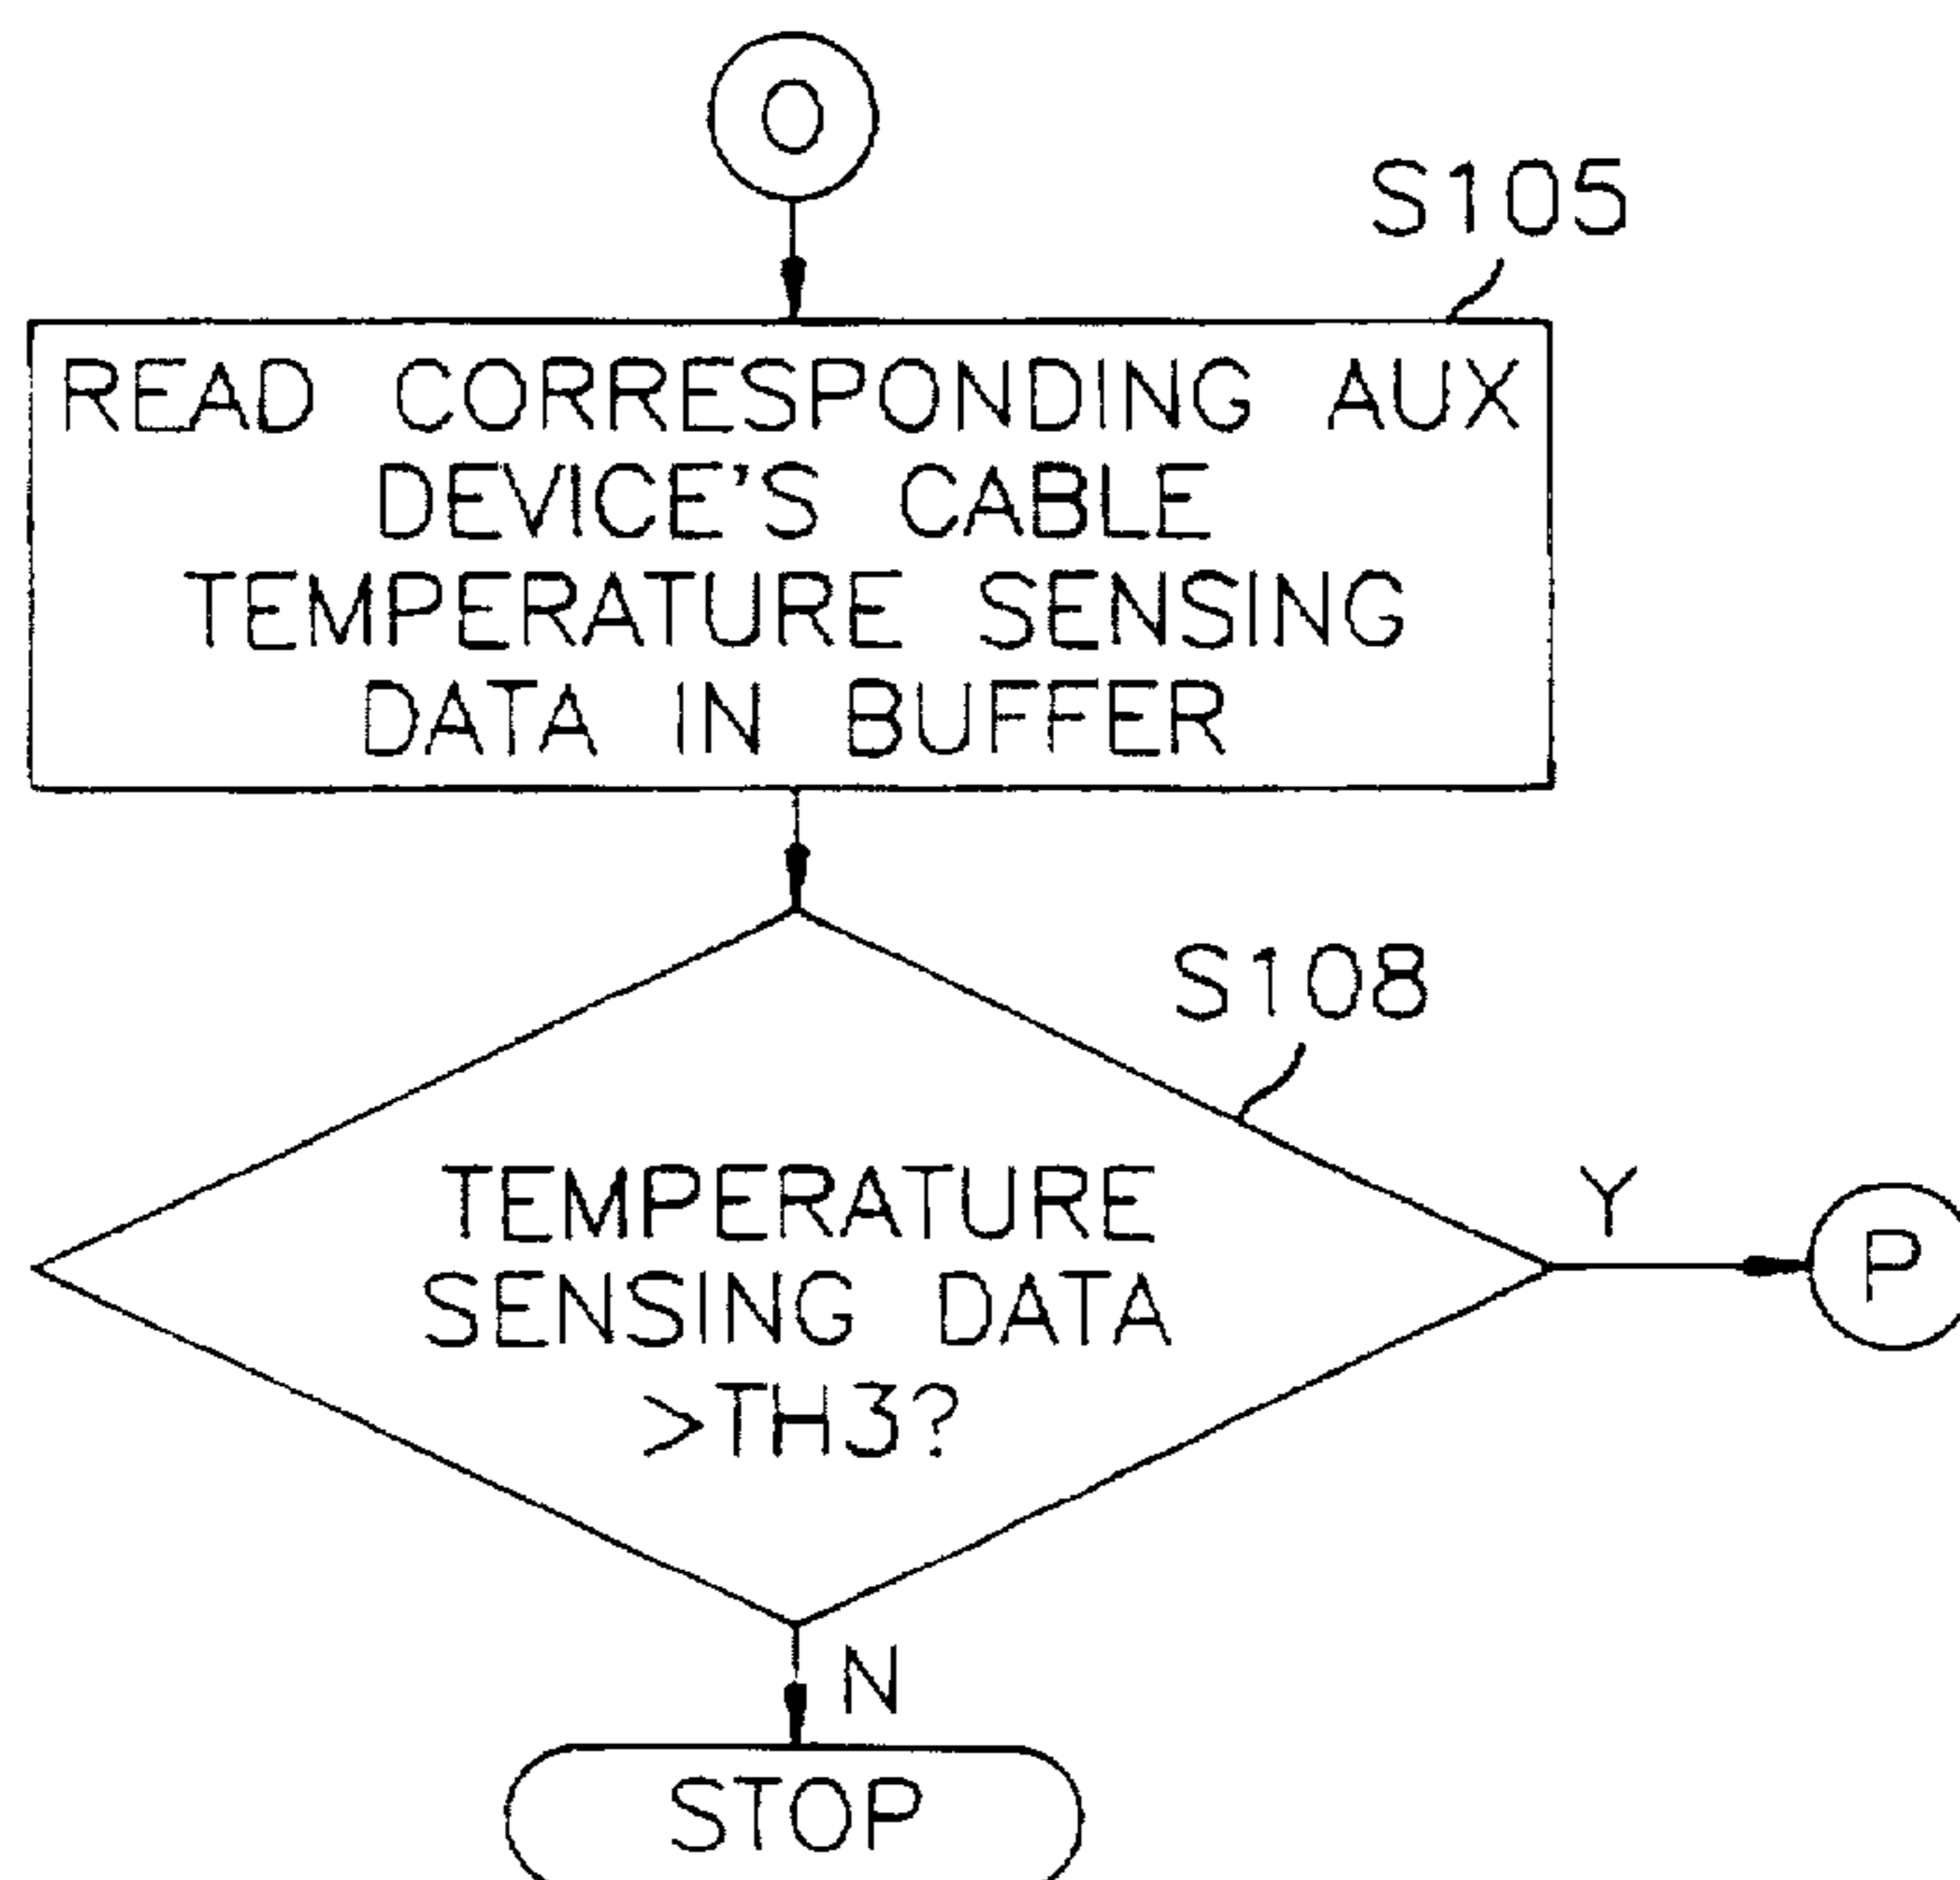 O
S105
READ CORRESPONDING AUX
DEVICE'S CABLE
TEMPERATURE SENSING
DATA IN BUFFER
S108
TEMPERATURE
SENSING DATA
>TH3?
Y
P
N
STOP